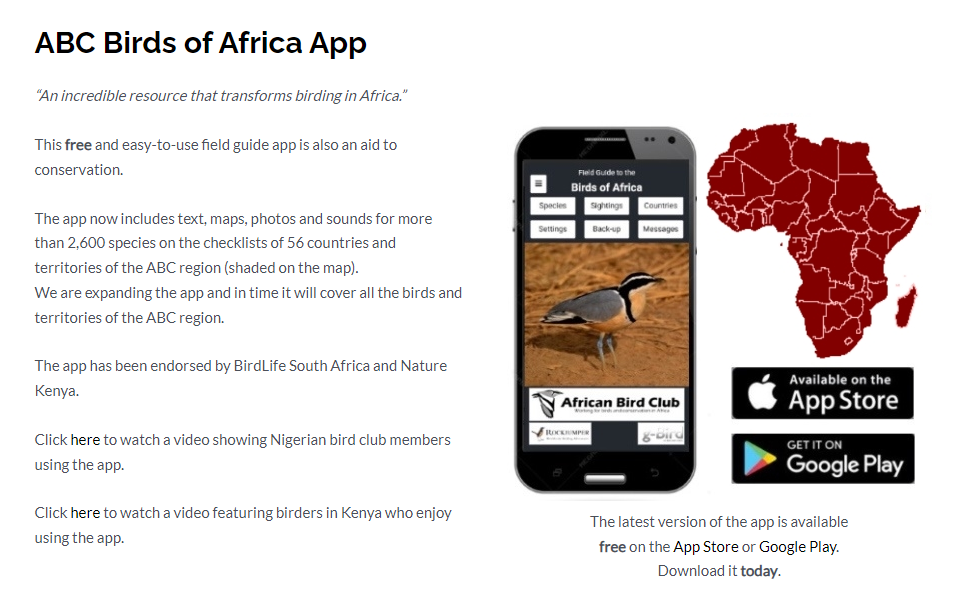 ABC Birds of Africa App
“An incredible resource that transforms birding in Africa.”
This free and easy-to-use field guide app is also an aid to
conservation.
The app now includes text, maps, photos and sounds for more
than 2,600 species on the checklists of 56 countries and
territories of the ABC region (shaded on the map).
We are expanding the app and in time it will cover all the birds and
territories of the ABC region.
The app has been endorsed by BirdLife South Africa and Nature
Kenya.
Click here to watch a video showing Nigerian bird club members
using the app.
Click here to watch a video featuring birders in Kenya who enjoy
using the app.
Field Guide to the
Birds of Africa
Species Sightings Countries
Settings Back-up Messages
African Bird Club
Working for birds and conservation in Africa
ROCKJUMPER
g-Bird
Available on the
App Store
GET IT ON
Google Play
The latest version of the app is available
free on the App Store or Google Play.
Download it today.